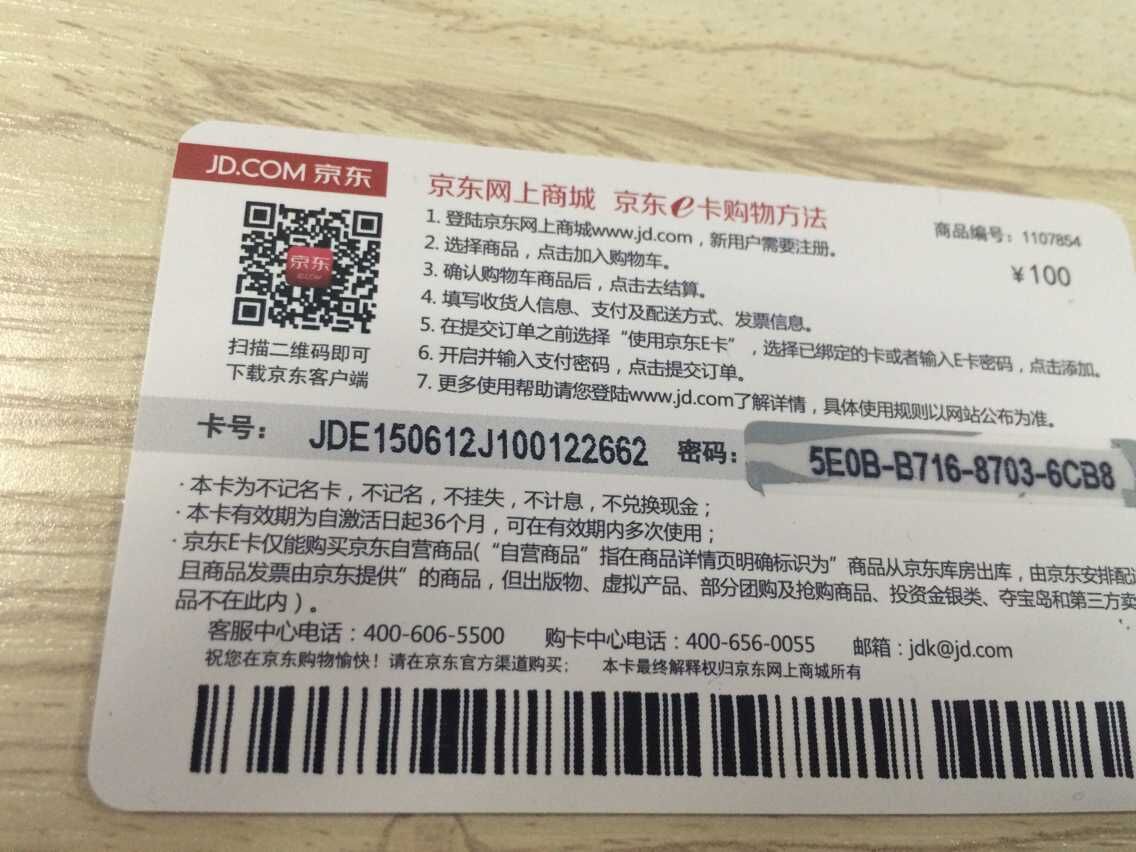 JD.COM 京东
京东网上商城 京东e卡购物方法
商品编号：1107854
¥100
1. 登陆京东网上商城www.jd.com，新用户需要注册。
2. 选择商品，点击加入购物车。
3. 确认购物车商品后，点击去结算。
4. 填写收货人信息、支付及配送方式、发票信息。
5. 在提交订单之前选择“使用京东E卡”，选择已绑定的卡或者输入E卡密码，点击添加。
6. 开启并输入支付密码，点击提交订单。
7. 更多使用帮助请您登陆www.jd.com了解详情，具体使用规则以网站公布为准。
京东
JD.COM
扫描二维码即可
下载京东客户端
卡号： JDE150612J100122662 密码： 5E0B-B716-8703-6CB8
·本卡为不记名卡，不记名，不挂失，不计息，不兑换现金；
·本卡有效期为自激活日起36个月，可在有效期内多次使用；
·京东E卡仅能购买京东自营商品(“自营商品”指在商品详情页明确标识为”商品从京东库房出库，由京东安排配送
且商品发票由京东提供”的商品，但出版物、虚拟产品、部分团购及抢购商品、投资金银类、夺宝岛和第三方卖
品不在此内）。
客服中心电话：400-606-5500 购卡中心电话：400-656-0055 邮箱：jdk@jd.com
祝您在京东购物愉快！请在京东官方渠道购买； 本卡最终解释权归京东网上商城所有